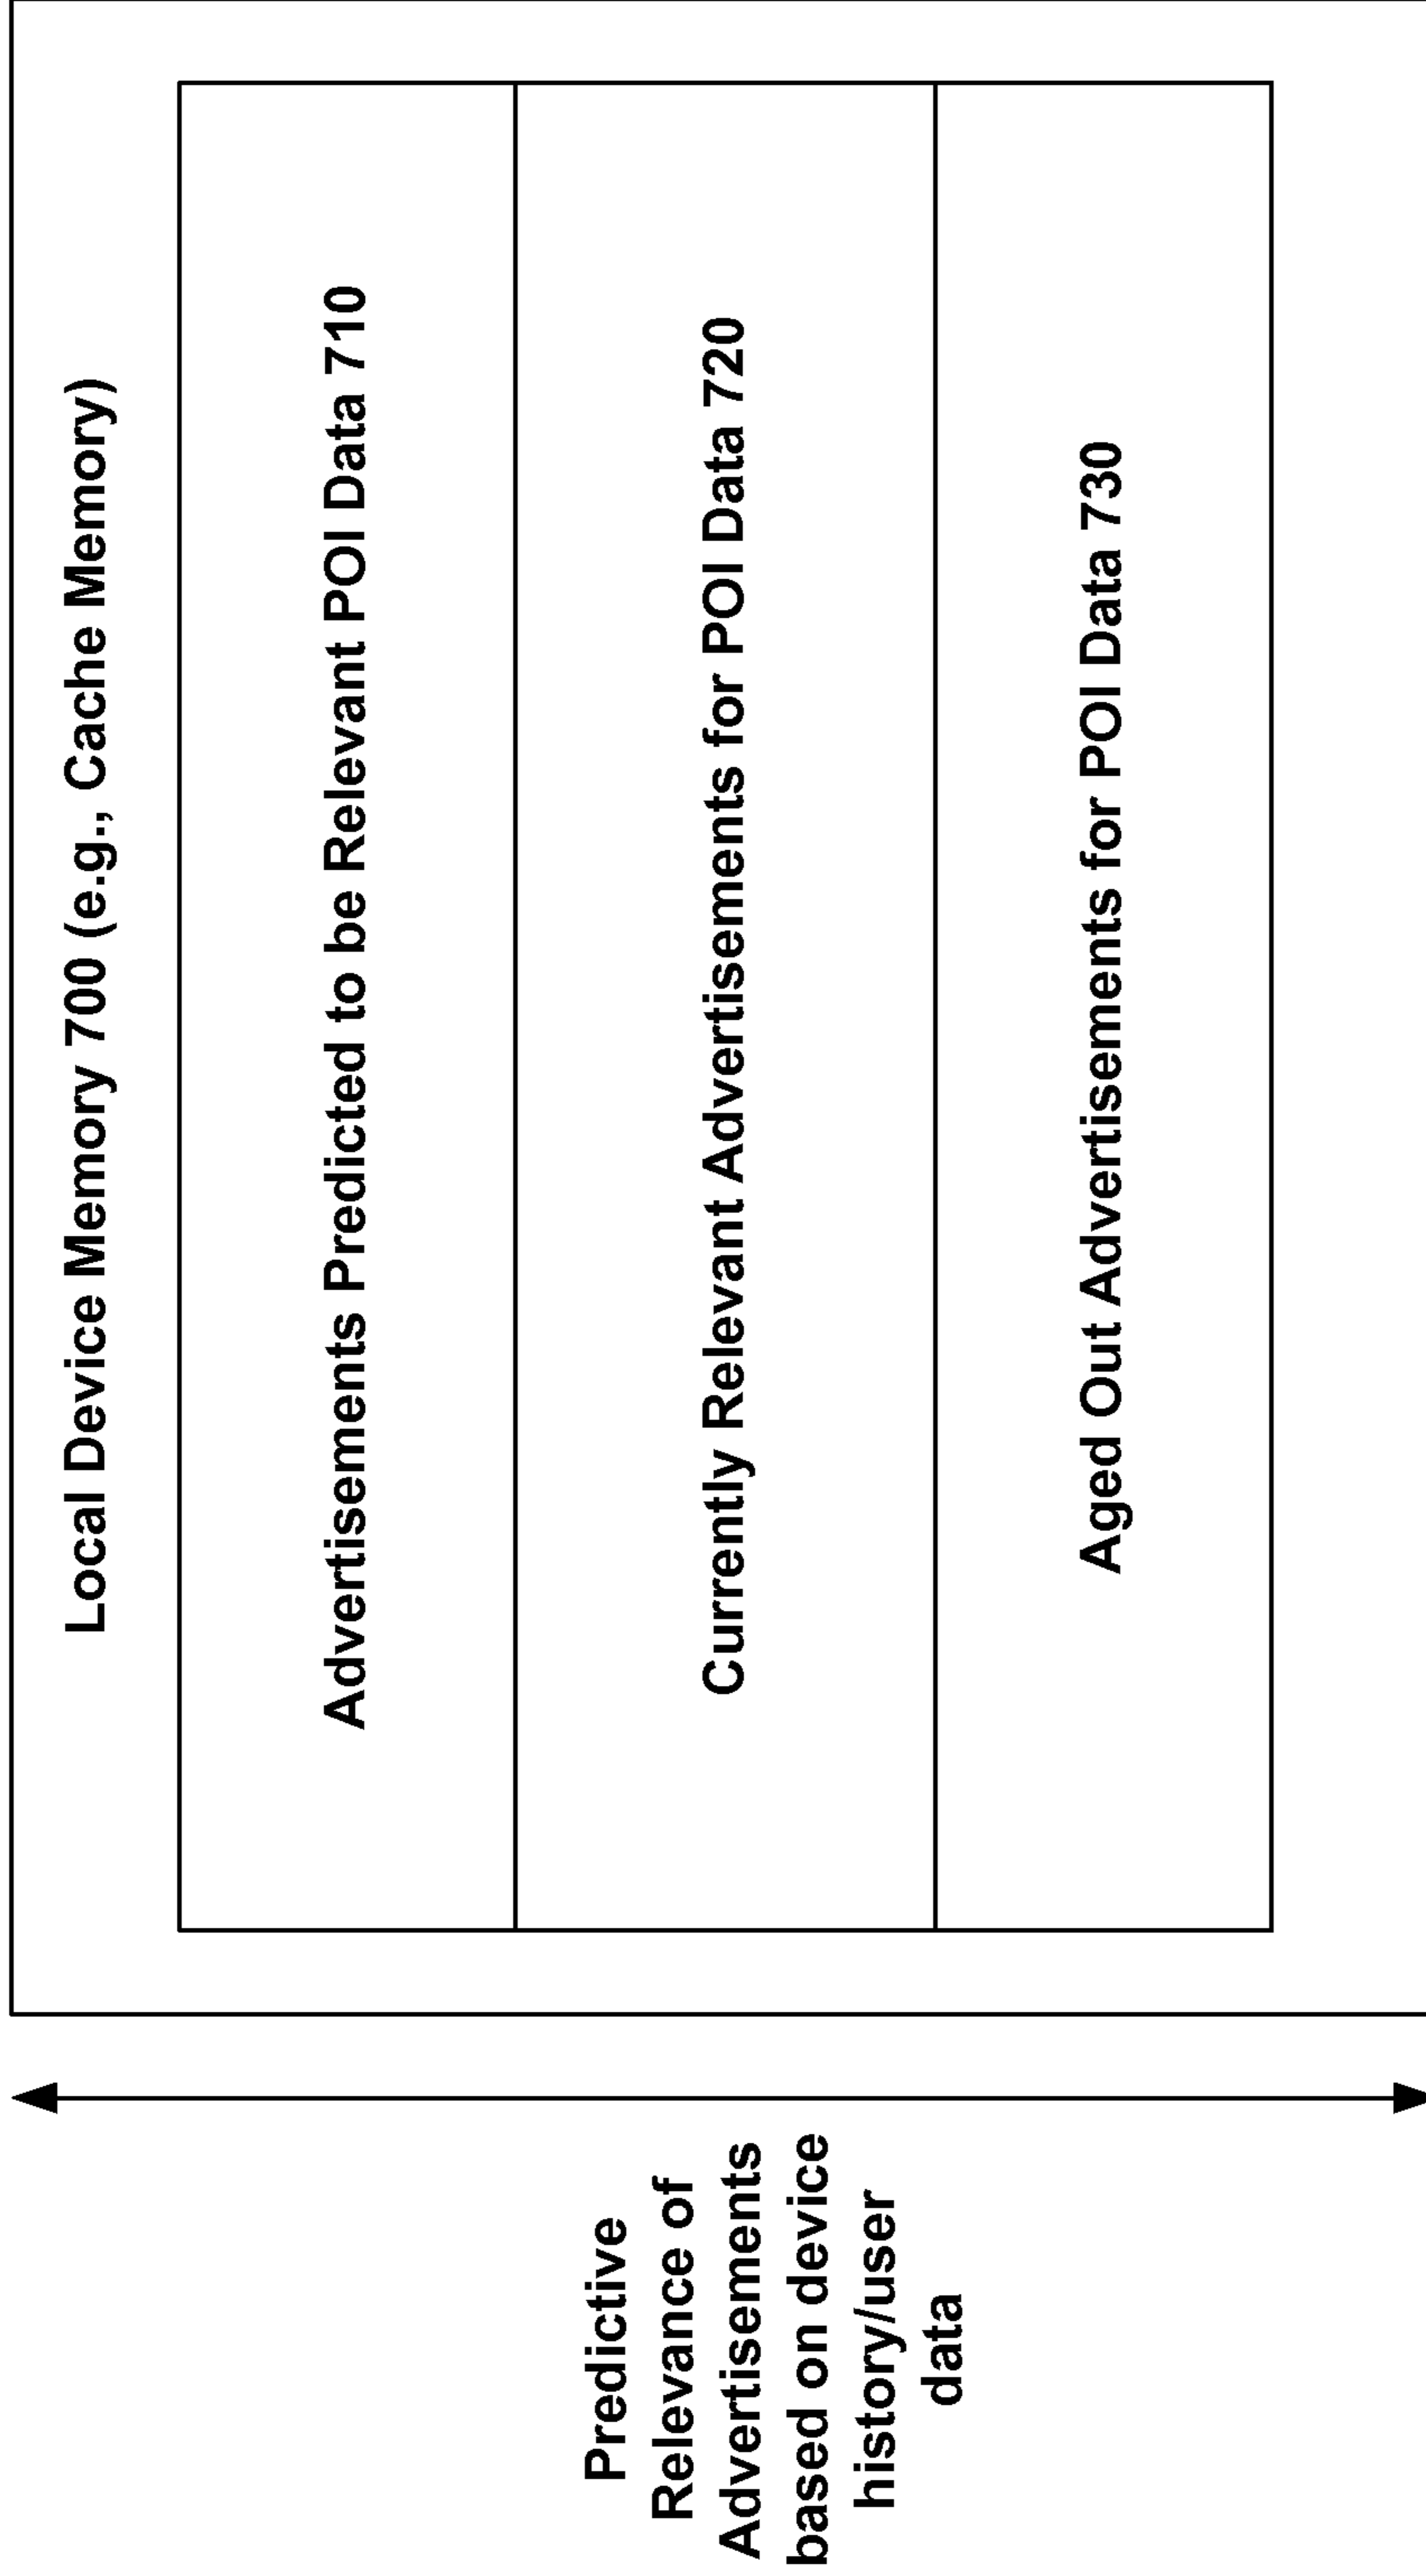 Local Device Memory 700 (e.g., Cache Memory)
Advertisements Predicted to be Relevant POI Data 710
Currently Relevant Advertisements for POI Data 720
Aged Out Advertisements for POI Data 730
Predictive
Relevance of
Advertisements
based on device
history/user
data